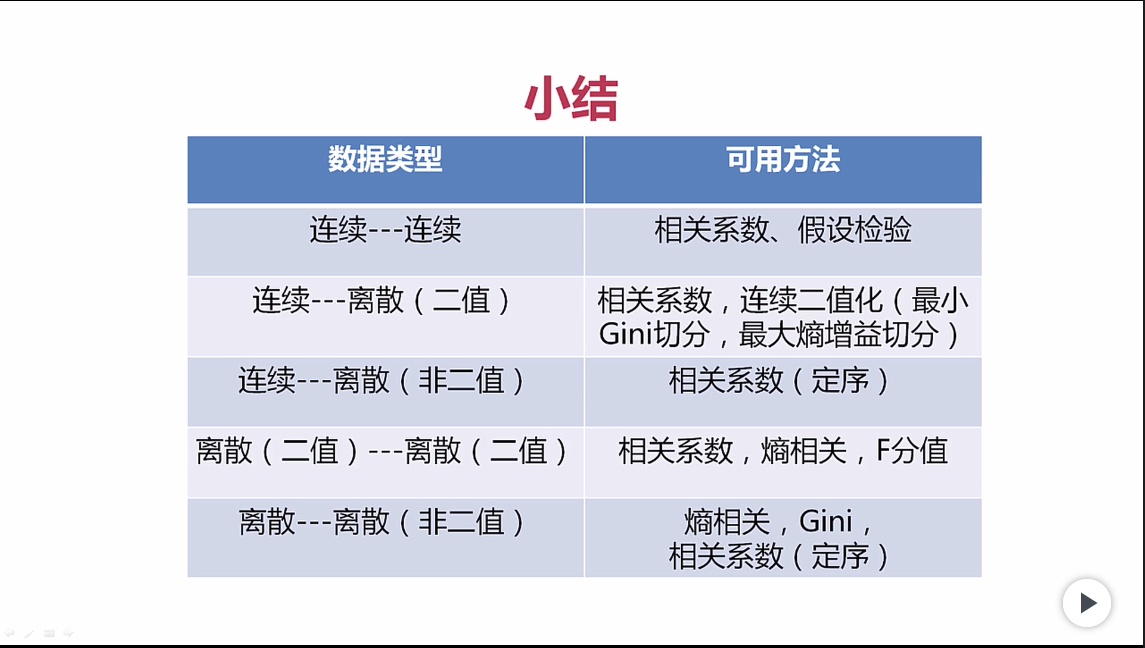 小结
数据类型
可用方法
连续---连续
相关系数、假设检验
连续---离散（二值）
相关系数，连续二值化（最小
Gini切分，最大熵增益切分）
连续---离散（非二值）
相关系数（定序）
离散（二值）---离散（二值）
相关系数，熵相关，F分值
离散---离散（非二值）
熵相关，Gini，
相关系数（定序）